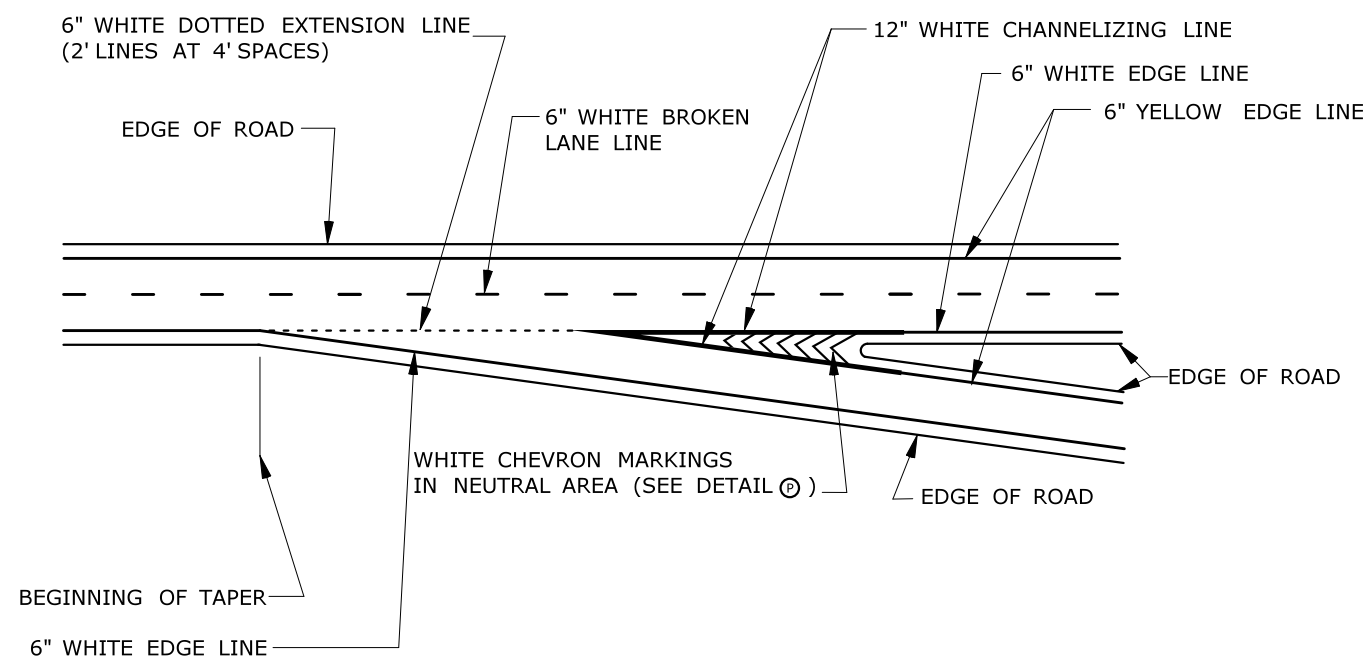 6" WHITE DOTTED EXTENSION LINE
(2' LINES AT 4' SPACES)
12" WHITE CHANNELIZING LINE
6" WHITE EDGE LINE
6" YELLOW EDGE LINE
6" WHITE BROKEN
LANE LINE
EDGE OF ROAD
EDGE OF ROAD
WHITE CHEVRON MARKINGS
IN NEUTRAL AREA (SEE DETAIL Ⓟ )
EDGE OF ROAD
BEGINNING OF TAPER
6" WHITE EDGE LINE